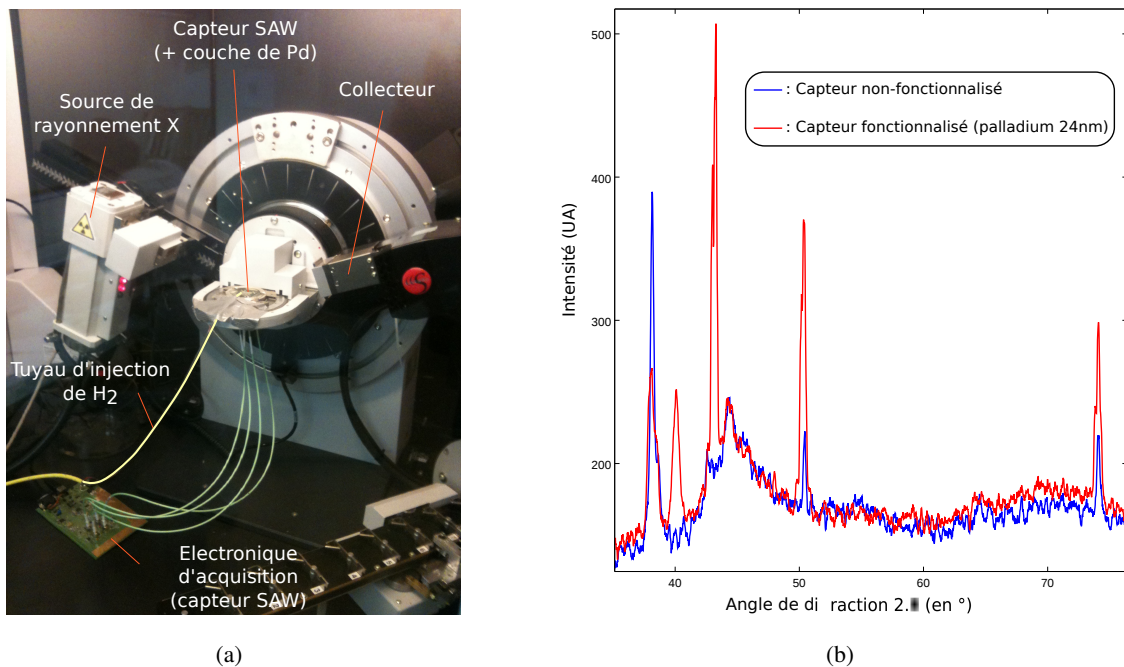 Capteur SAW
(+ couche de Pd)
Source de
rayonnement X
Collecteur
Tuyau d'injection
de H2
Electronique
d'acquisition
(capteur SAW)
(a)
500
400
300
200
40
50
60
70
Intensité (UA)
Angle de di raction 2. (en °)
: Capteur non-fonctionnalisé
: Capteur fonctionnalisé (palladium 24nm)
(b)